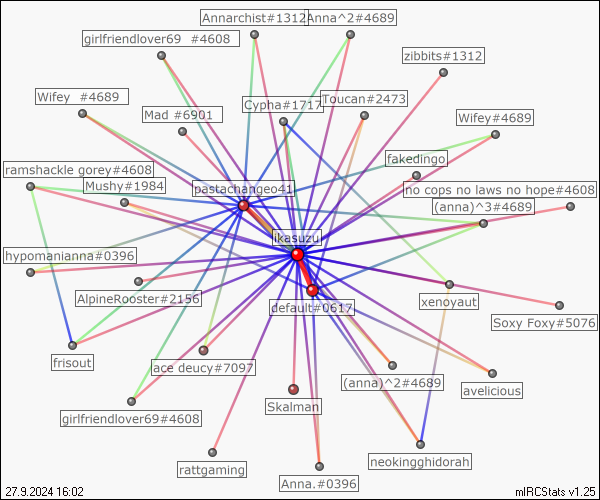 Annarchist#1312
Anna^2#4689
girlfriendlover69 #4608
zibbits#1312
Wifey #4689
Toucan#2473
Cypha#1717
Mad #6901
Wifey#4689
fakedingo
ramshackle gorey#4608
Mushy#1984
pastachangeo41
no cops no laws no hope#4608
(anna)^3#4689
ikasuzu
hypomanianna#0396
AlpineRooster#2156
default#0617
xenoyaut
Soxy Foxy#5076
frisout
ace deucy#7097
(anna)^2#4689
avelicious
Skalman
girlfriendlover69#4608
rattgaming
neokingghidorah
Anna.#0396
27.9.2024 16:02
mIRCStats v1.25